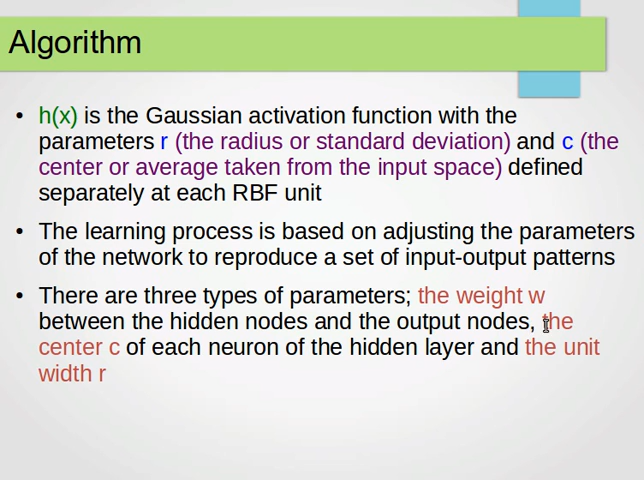 Algorithm
• h(x) is the Gaussian activation function with the
parameters r (the radius or standard deviation) and c (the
center or average taken from the input space) defined
separately at each RBF unit
• The learning process is based on adjusting the parameters
of the network to reproduce a set of input-output patterns
• There are three types of parameters; the weight w
between the hidden nodes and the output nodes, the
center c of each neuron of the hidden layer and the unit
width r